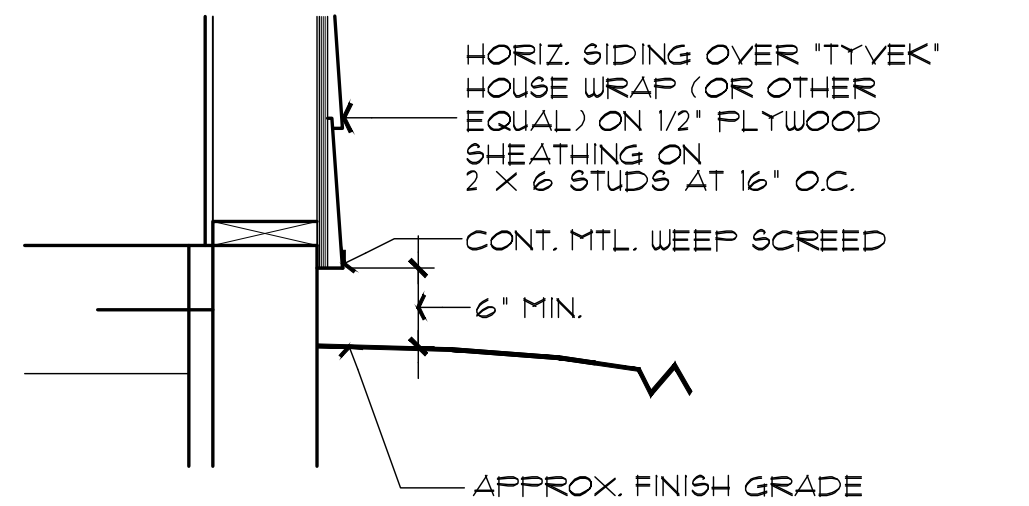 HORIZ. SIDING OVER "TYVEK"
HOUSE WRAP (OR OTHER
EQUAL) ON 1/2" PLYWOOD
SHEATHING ON
2 X 6 STUDS AT 16" O.C.
CONT. MTL. WEEP SCREED
6" MIN.
APPROX. FINISH GRADE